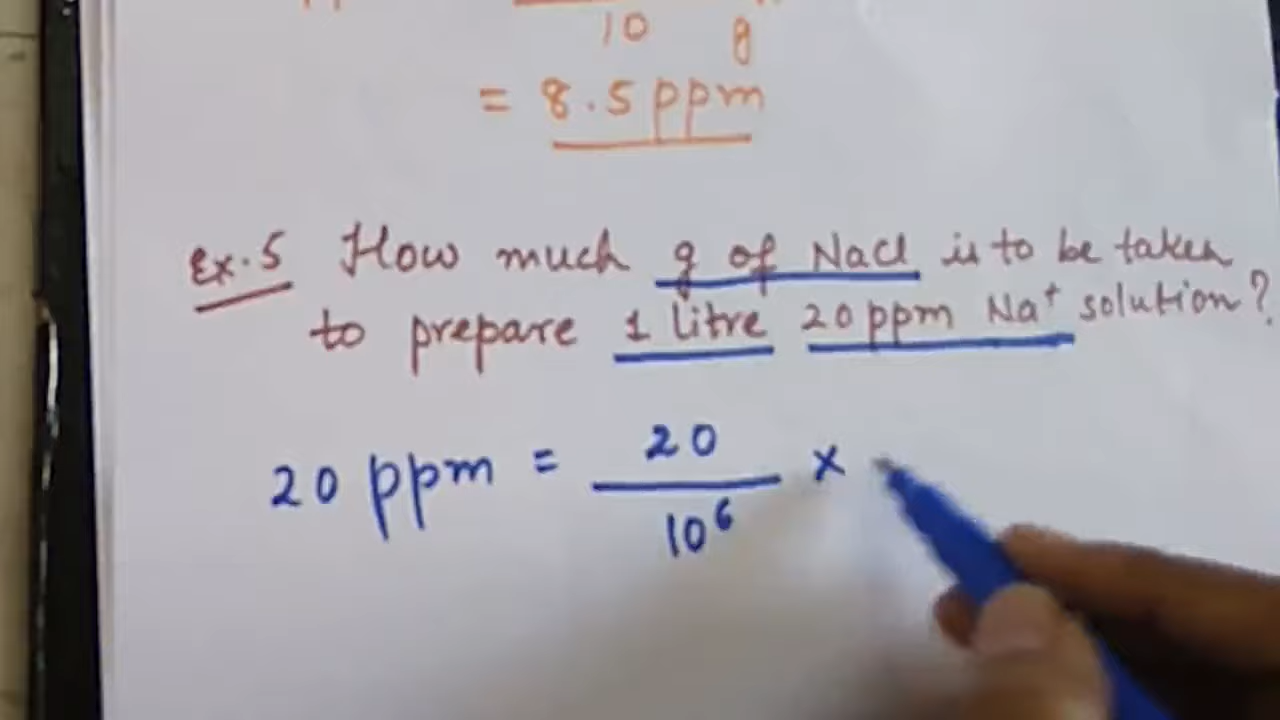 10 g
= 8.5 ppm
Ex.5 How much g of NaCl is to be taken
to prepare 1 litre 20 ppm Na⁺ solution?
20 ppm = 20 / 10⁶ ×